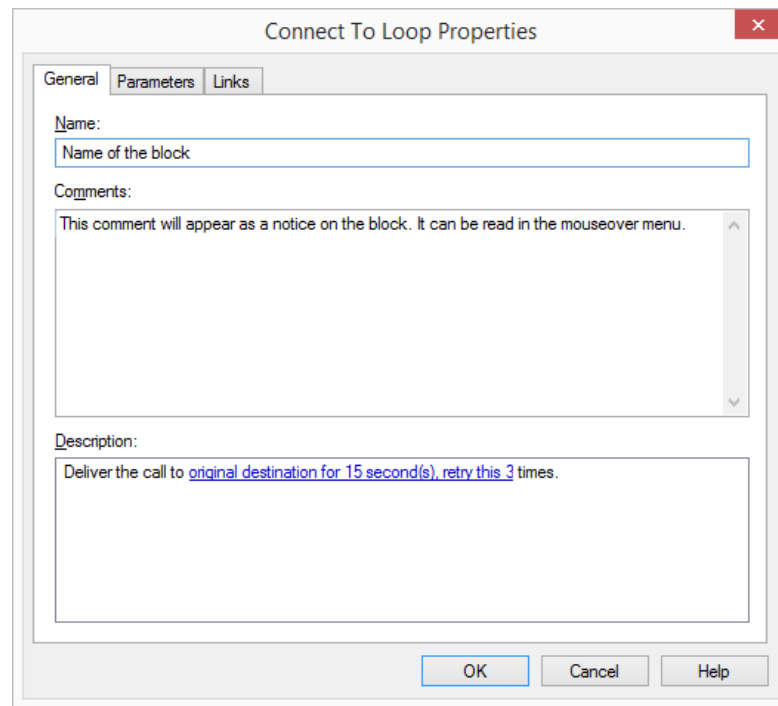 Connect To Loop Properties
General Parameters Links
Name:
Name of the block
Comments:
This comment will appear as a notice on the block. It can be read in the mouseover menu.
Description:
Deliver the call to original destination for 15 second(s), retry this 3 times.
OK Cancel Help